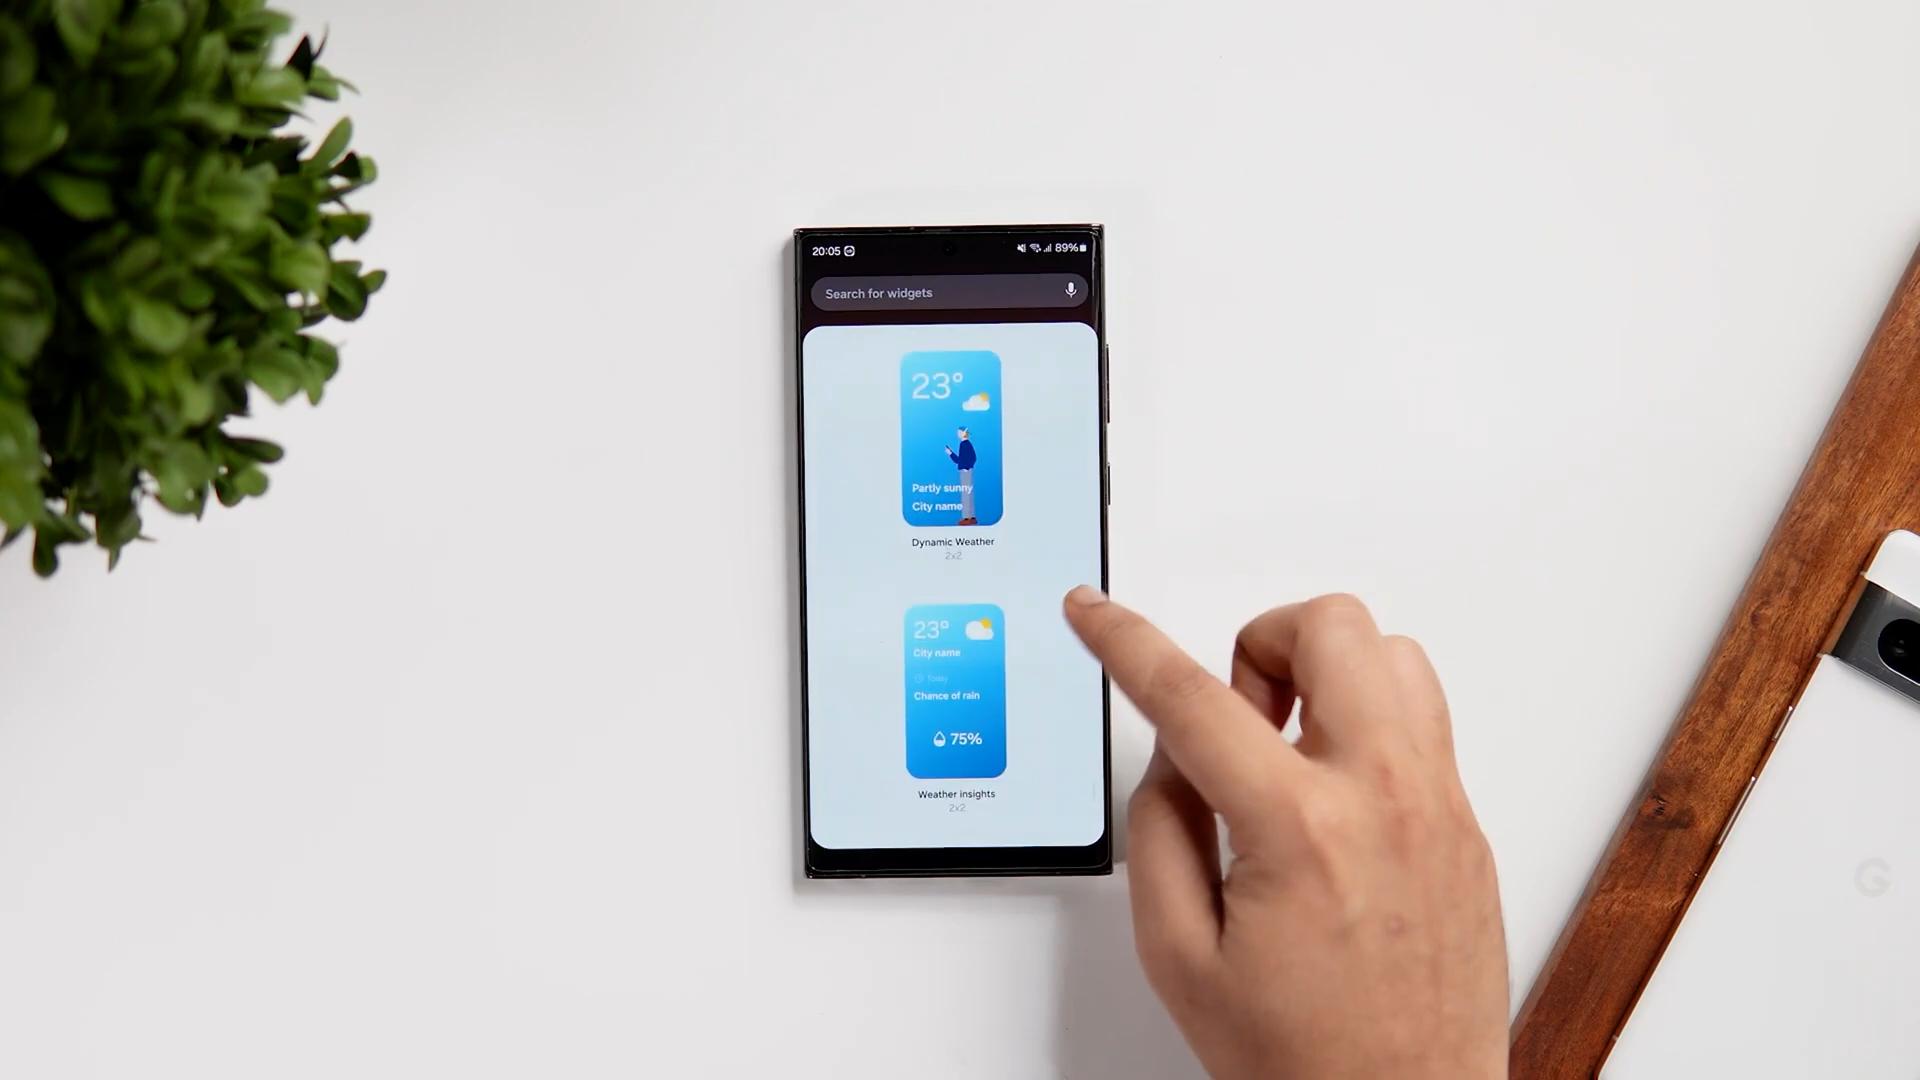 20:05
89%
Search for widgets
23°
Partly sunny
City name
Dynamic Weather
2x2
23°
City name
Today
Chance of rain
75%
Weather insights
2x2
G